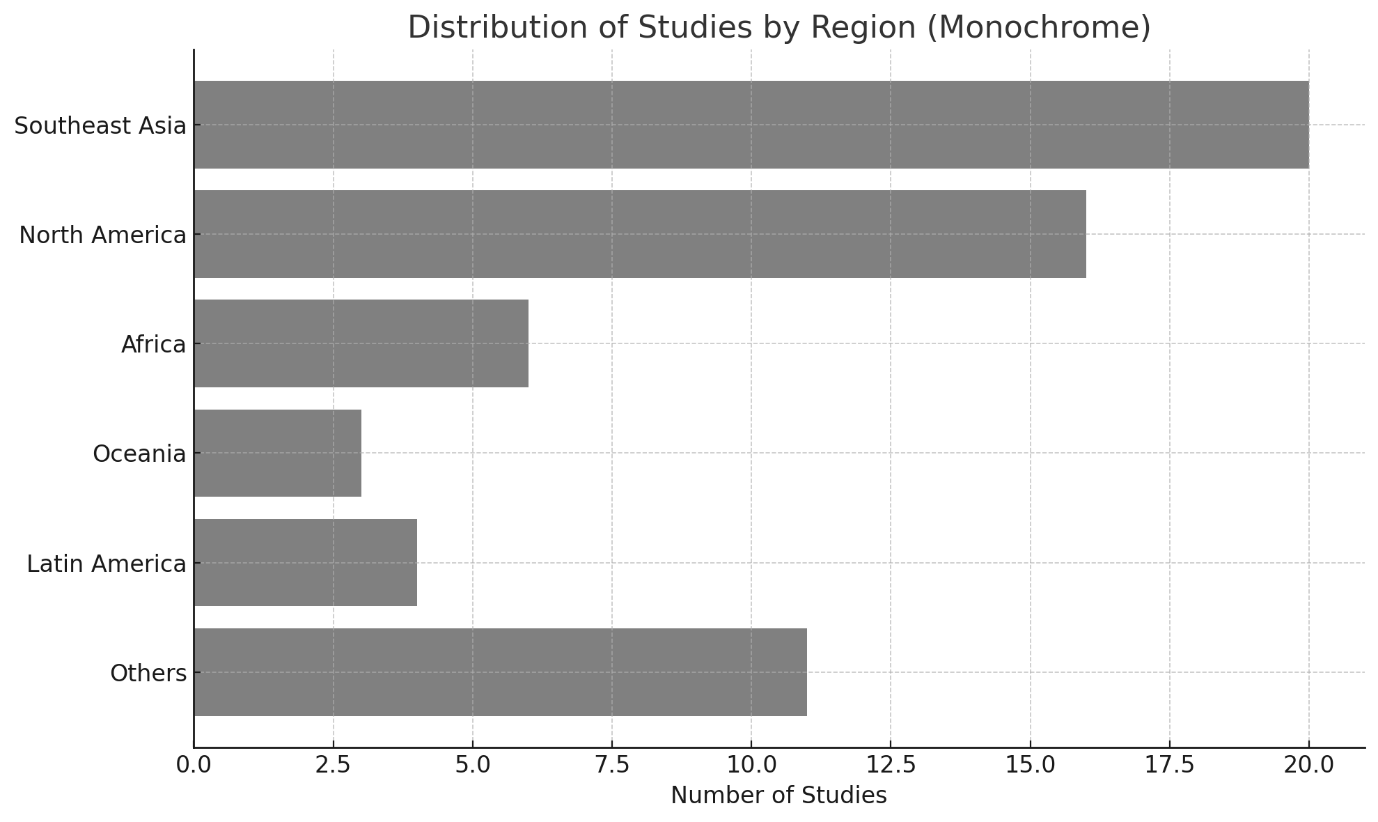 Distribution of Studies by Region (Monochrome)
Southeast Asia
North America
Africa
Oceania
Latin America
Others
0.0 2.5 5.0 7.5 10.0 12.5 15.0 17.5 20.0
Number of Studies